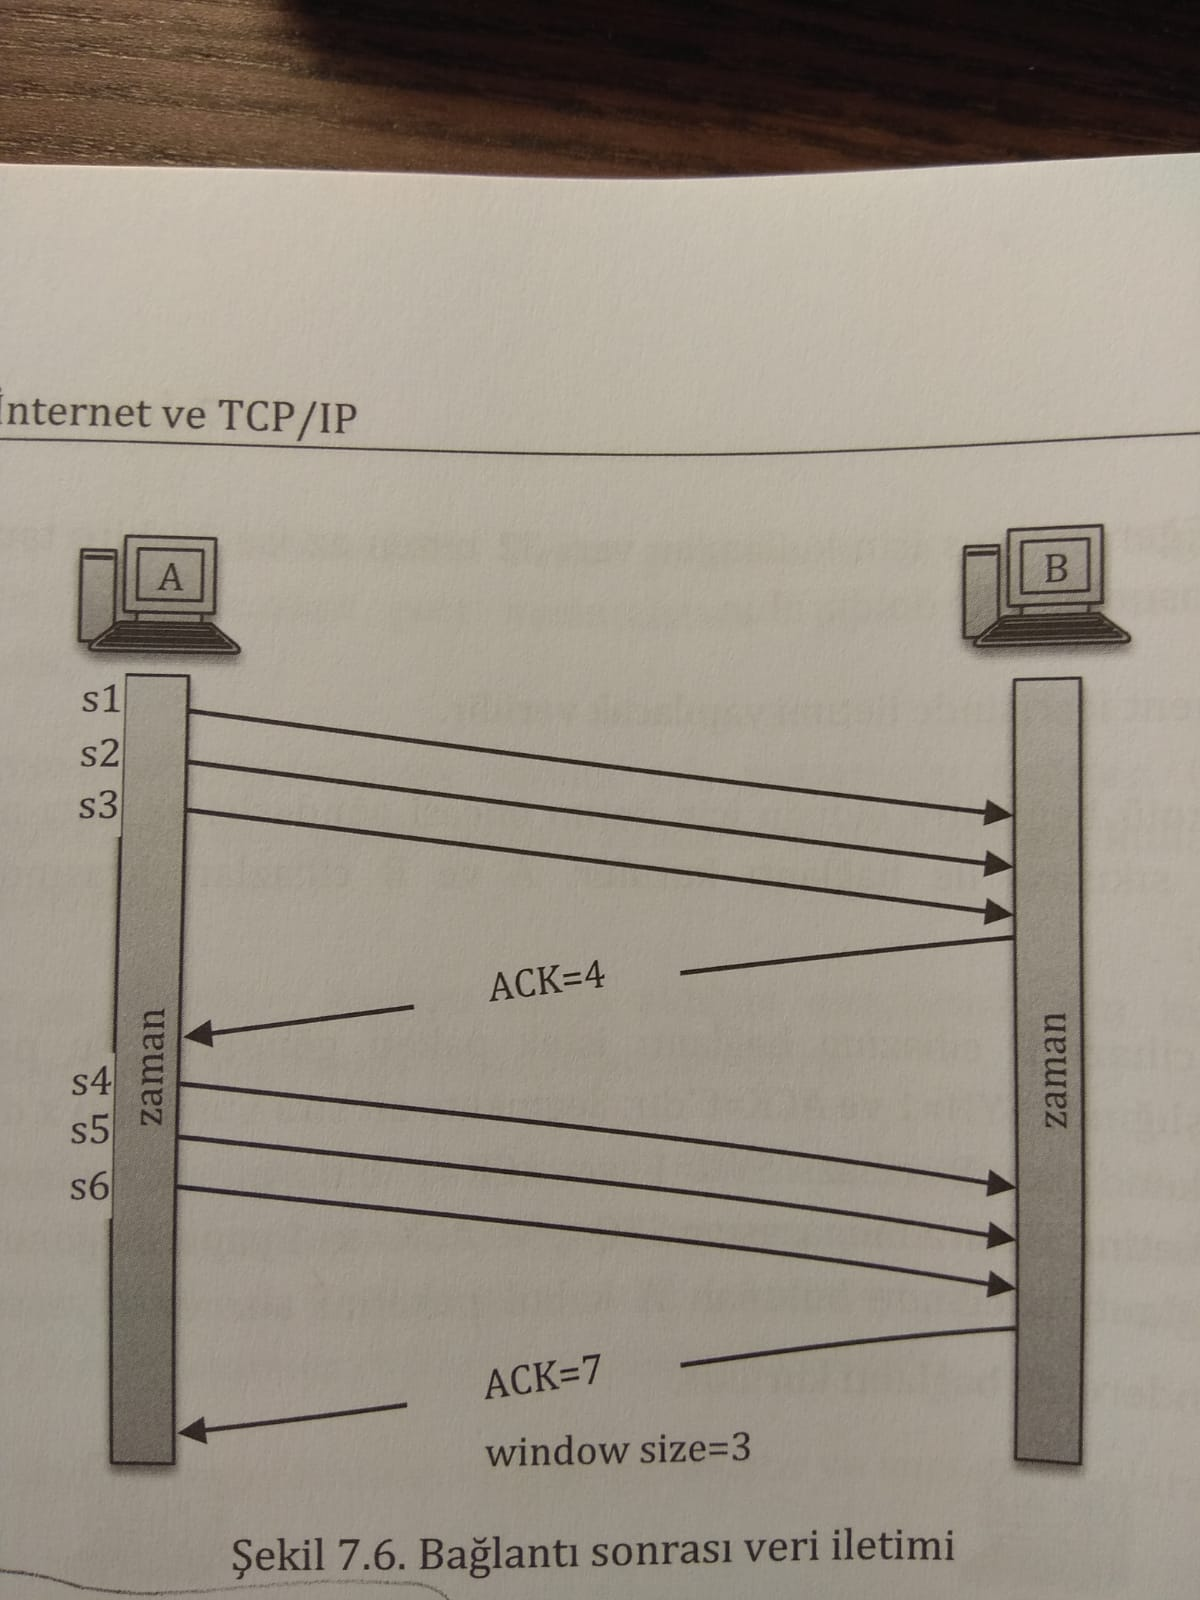 İnternet ve TCP/IP
A
B
s1
s2
s3
ACK=4
zaman
zaman
s4
s5
s6
ACK=7
window size=3
Şekil 7.6. Bağlantı sonrası veri iletimi